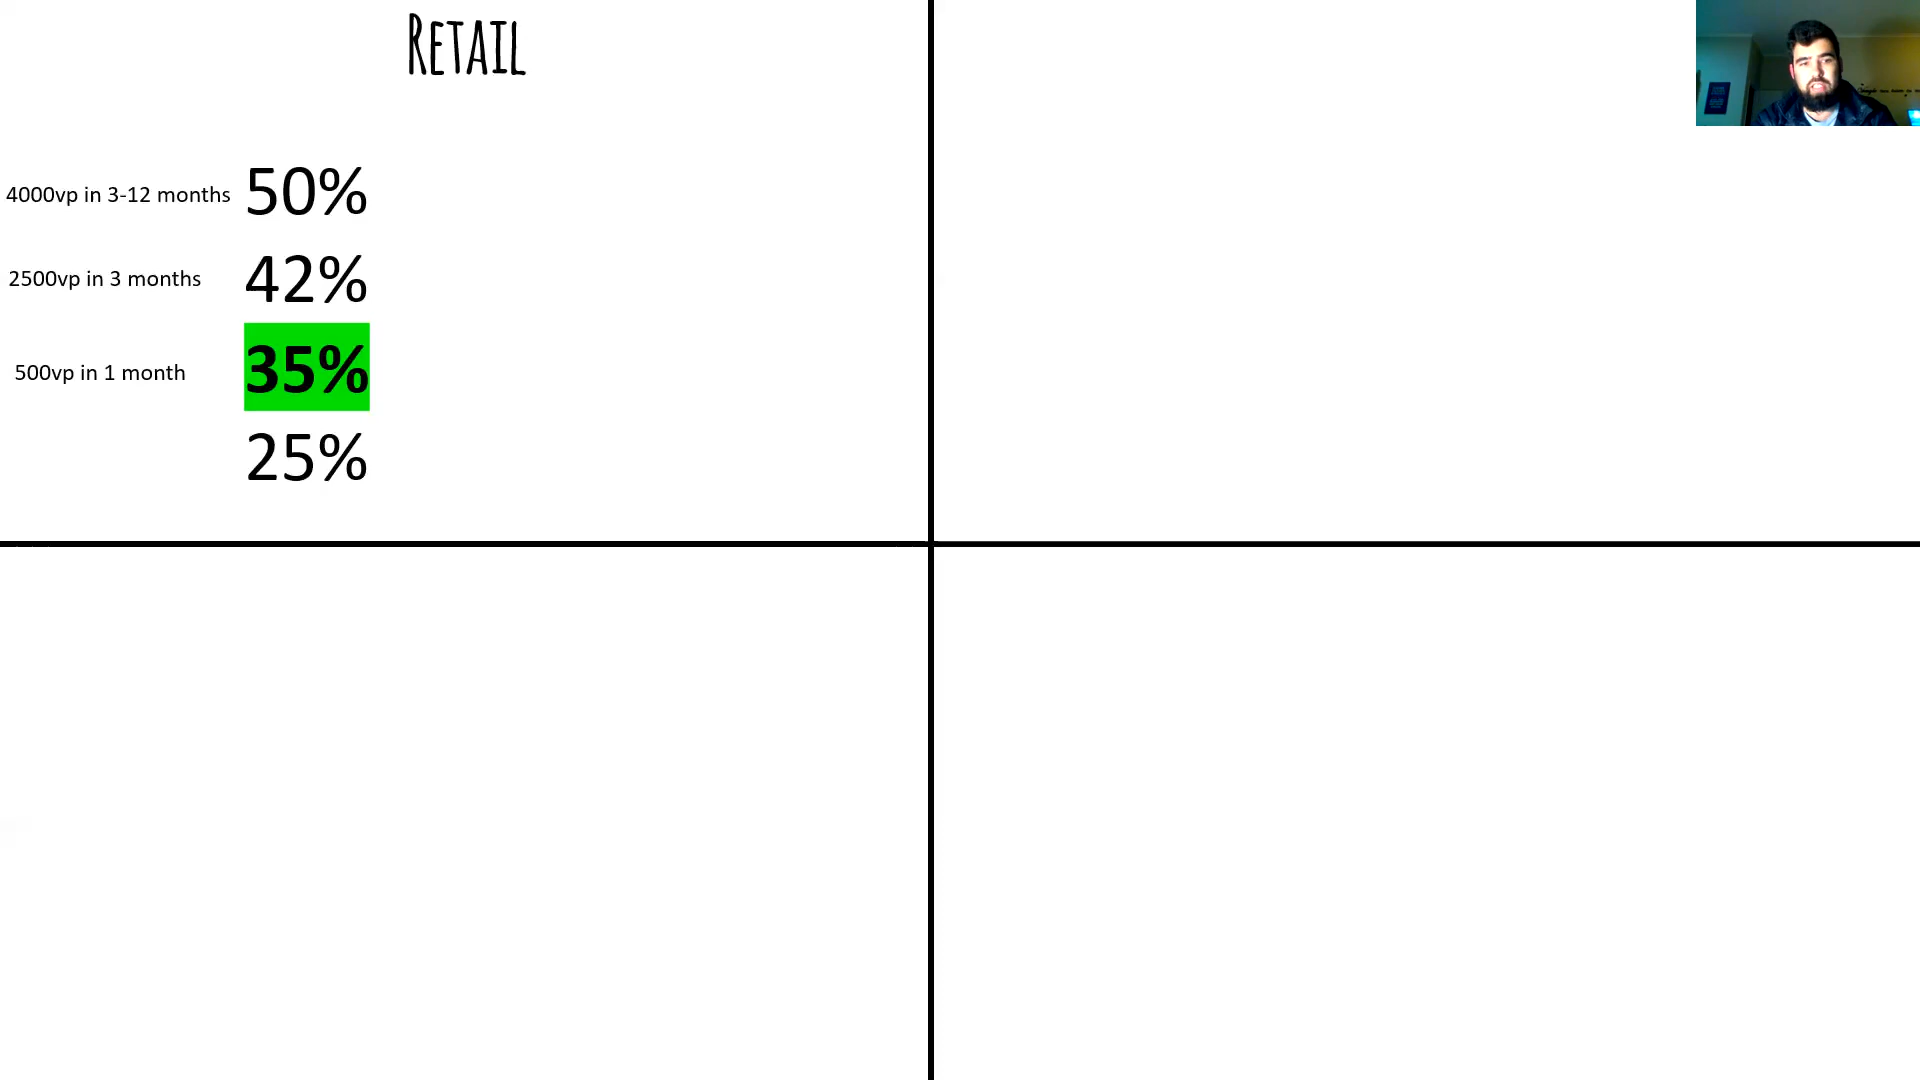 Retail
4000vp in 3-12 months 50%
2500vp in 3 months 42%
500vp in 1 month 35%
25%